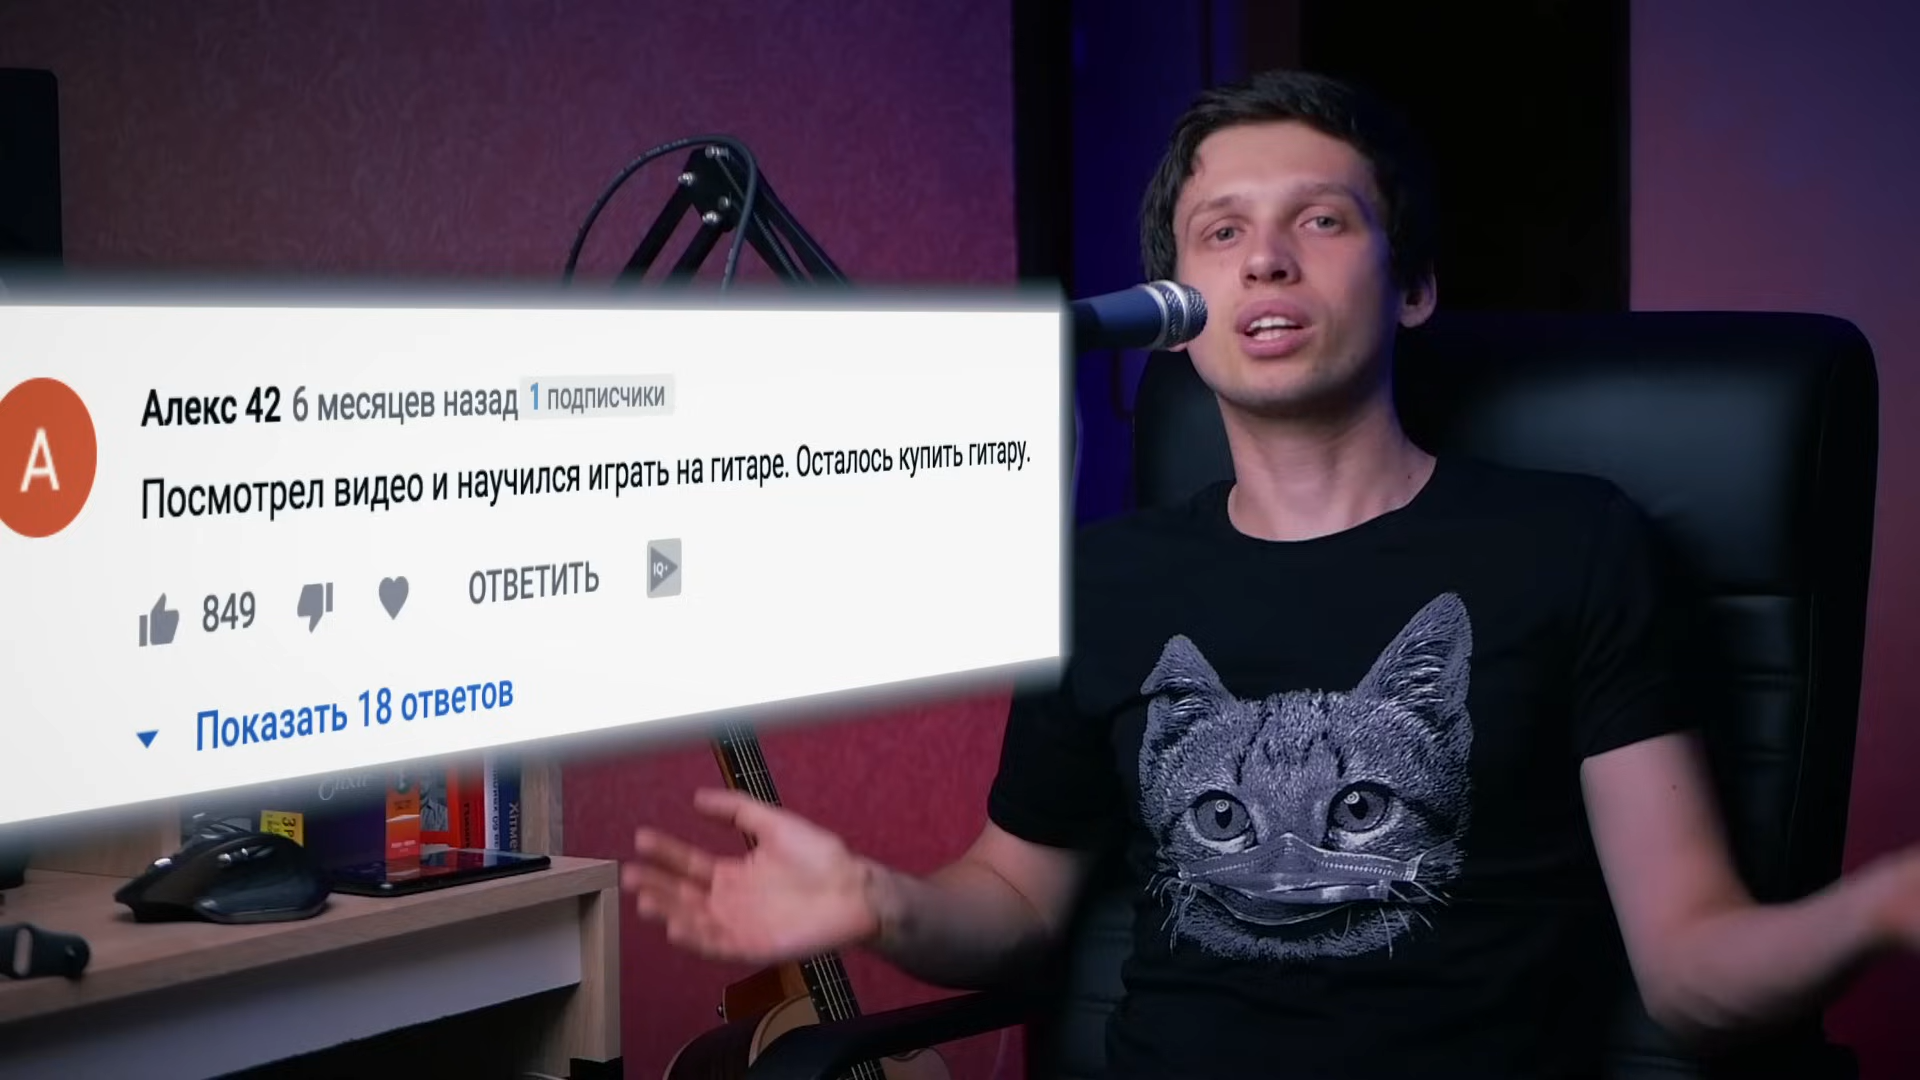 А
Алекс 42 6 месяцев назад 1 подписчики
Посмотрел видео и научился играть на гитаре. Осталось купить гитару.
849 ОТВЕТИТЬ IQ+
Показать 18 ответов